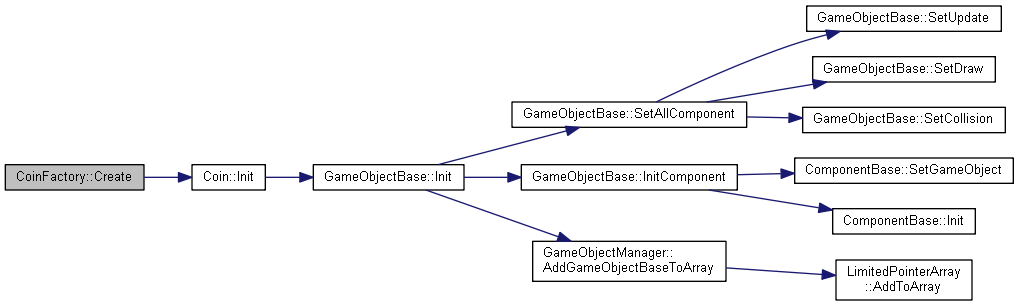 GameObjectBase::SetUpdate
GameObjectBase::SetDraw
GameObjectBase::SetAllComponent
GameObjectBase::SetCollision
CoinFactory::Create
Coin::Init
GameObjectBase::Init
GameObjectBase::InitComponent
ComponentBase::SetGameObject
ComponentBase::Init
GameObjectManager::
AddGameObjectBaseToArray
LimitedPointerArray
::AddToArray